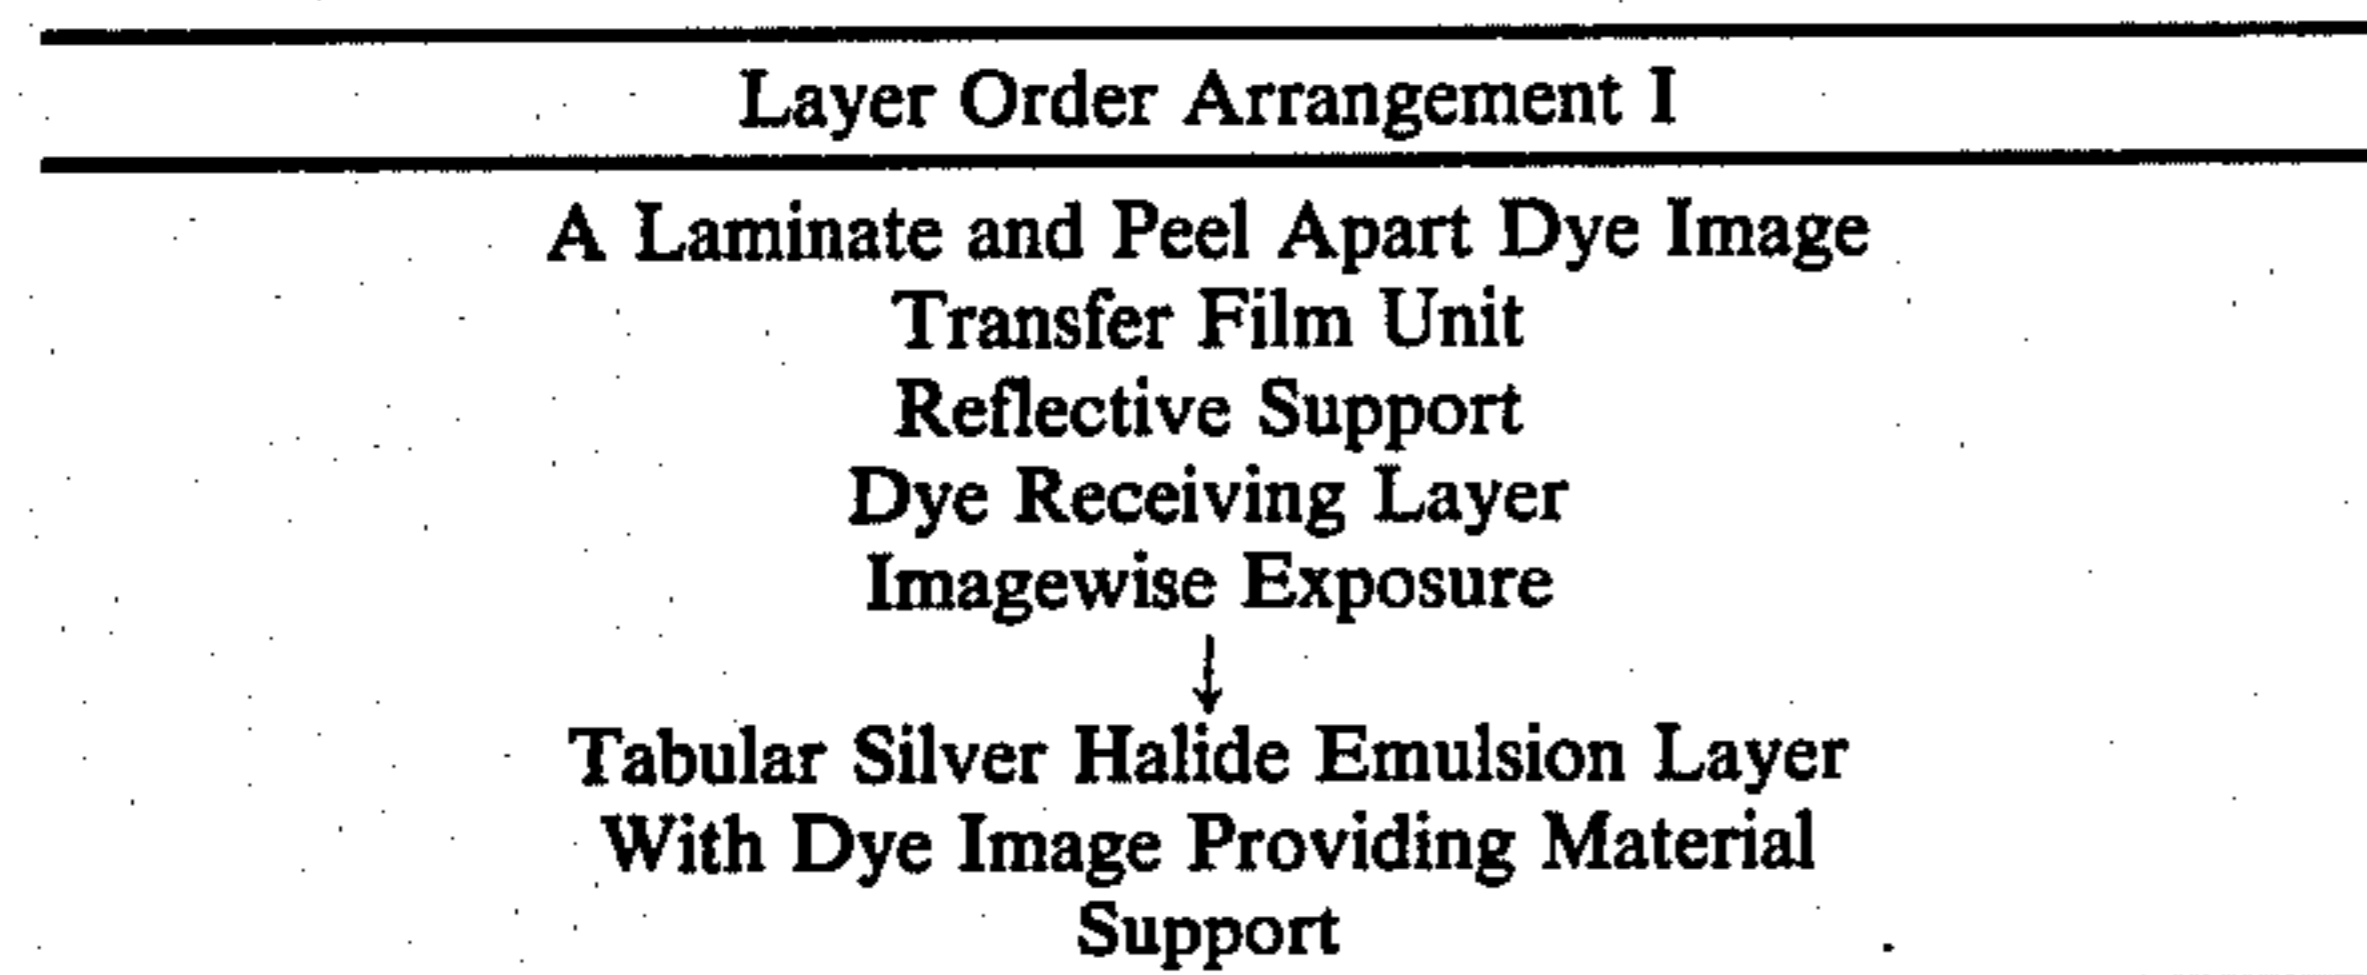 Layer Order Arrangement I
A Laminate and Peel Apart Dye Image
Transfer Film Unit
Reflective Support
Dye Receiving Layer
Imagewise Exposure
↓
Tabular Silver Halide Emulsion Layer
With Dye Image Providing Material
Support